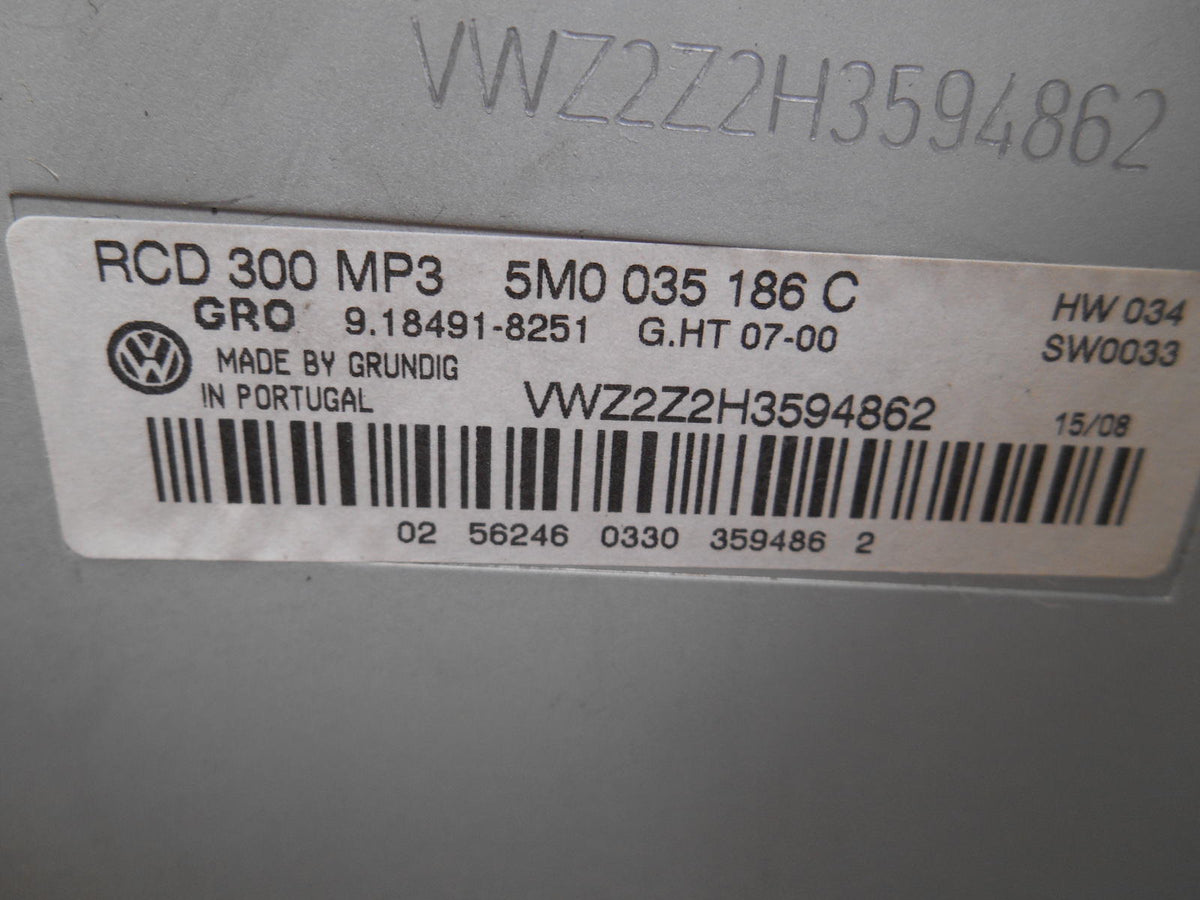 VWZ2Z2H3594862
RCD 300 MP3 5M0 035 186 C
HW 034
GRO 9.18491-8251 G.HT 07-00
SW0033
MADE BY GRUNDIG
IN PORTUGAL
VWZ2Z2H3594862
15/08
02 56246 0330 359486 2